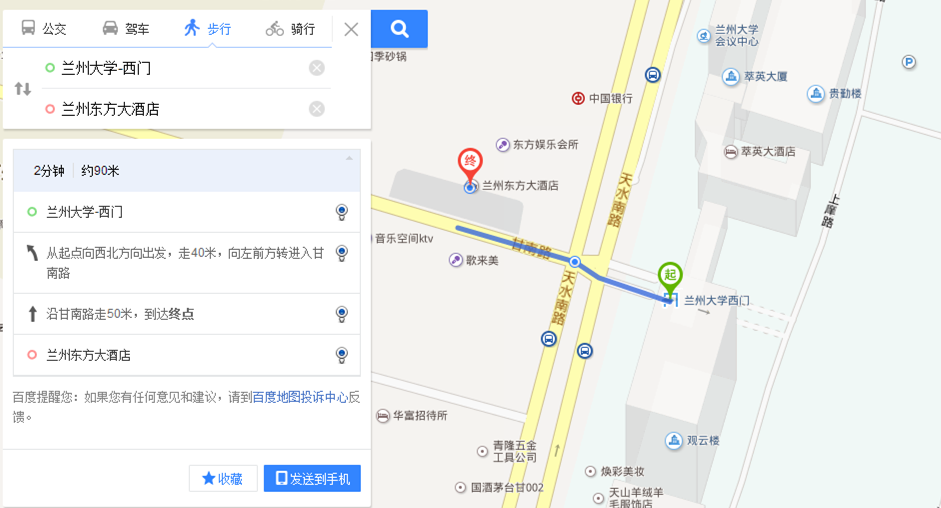 公交
驾车
步行
骑行
兰州大学-西门
兰州东方大酒店
2分钟
约90米
兰州大学-西门
从起点向西北方向出发，走40米，向左前方转进入甘
南路
沿甘南路走50米，到达终点
兰州东方大酒店
百度提醒您：如果您有任何意见和建议，请到百度地图投诉中心反
馈。
收藏
发送到手机
季砂锅
兰州大学
会议中心
P
萃英大厦
贵勤楼
中国银行
东方娱乐会所
萃英大酒店
终
兰州东方大酒店
天水南路
上庠路
音乐空间ktv
甘南路
歌来美
起
兰州大学西门
天水南路
华富招待所
观云楼
青隆五金
工具公司
焕彩美妆
国酒茅台甘002
天山羊绒羊
毛服饰店